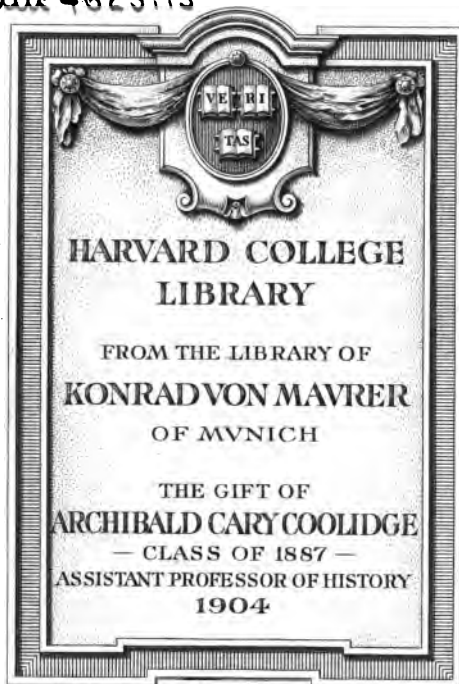 VE RI
TAS
HARVARD COLLEGE
LIBRARY
FROM THE LIBRARY OF
KONRAD VON MAVRER
OF MVNICH
THE GIFT OF
ARCHIBALD CARY COOLIDGE
— CLASS OF 1887 —
ASSISTANT PROFESSOR OF HISTORY
1904